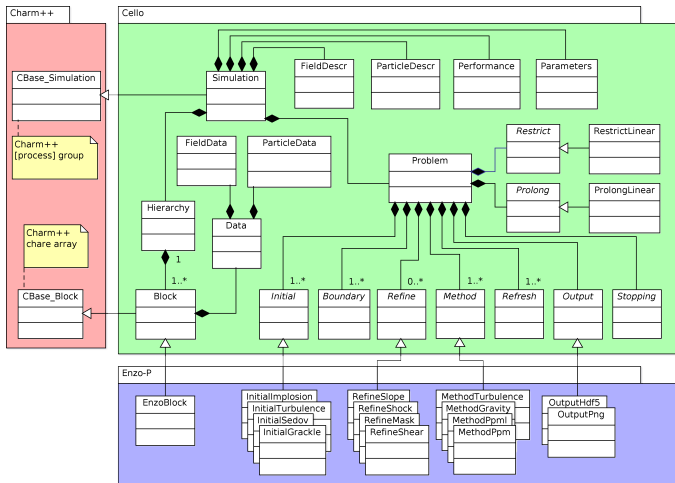 Charm++
Cello
CBase_Simulation
Simulation
FieldDescr
ParticleDescr
Performance
Parameters
Charm++
[process] group
FieldData
ParticleData
Problem
Restrict
RestrictLinear
Prolong
ProlongLinear
Hierarchy
Data
Charm++
chare array
1
1..*
1..*
1..*
0..*
1..*
1..*
CBase_Block
Block
Initial
Boundary
Refine
Method
Refresh
Output
Stopping
Enzo-P
EnzoBlock
InitialImplosion
InitialTurbulence
InitialSedov
InitialGrackle
RefineSlope
RefineShock
RefineMask
RefineShear
MethodTurbulence
MethodGravity
MethodPpml
MethodPpm
OutputHdf5
OutputPng